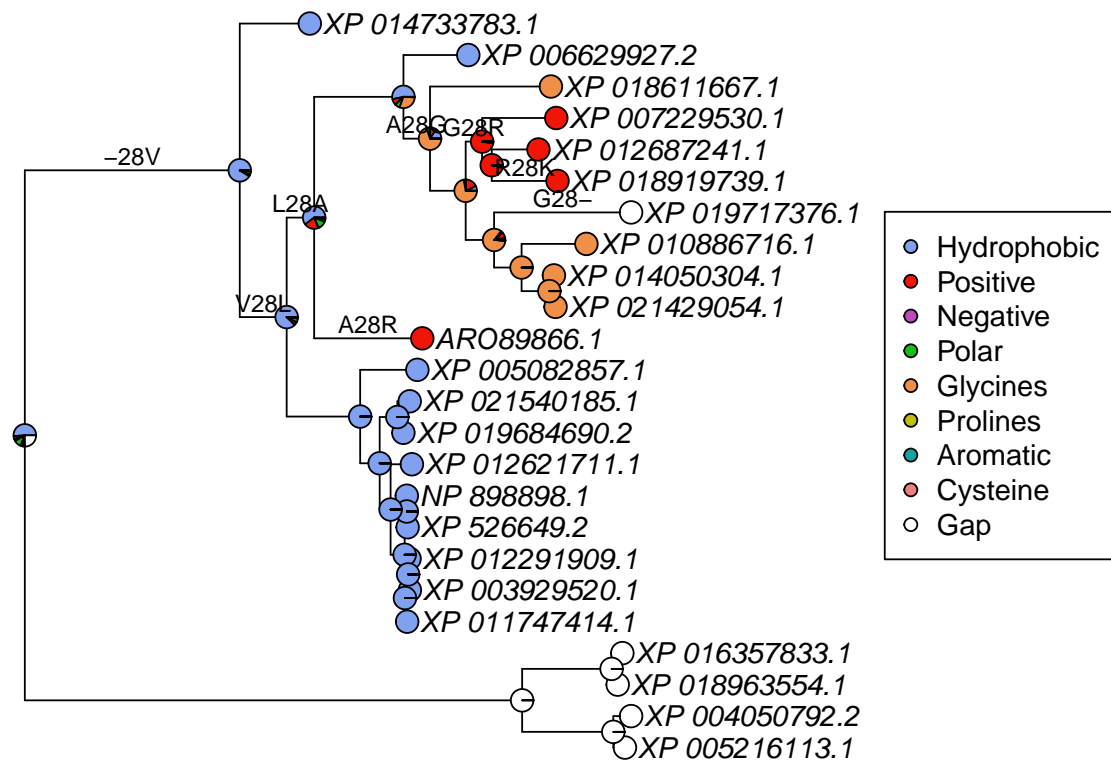 XP 014733783.1
XP 006629927.2
XP 018611667.1
XP 007229530.1
A28G
G28R
XP 012687241.1
–28V
R28K
XP 018919739.1
G28–
L28A
XP 019717376.1
XP 010886716.1
XP 014050304.1
V28L
XP 021429054.1
A28R
ARO89866.1
XP 005082857.1
XP 021540185.1
XP 019684690.2
XP 012621711.1
NP 898898.1
XP 526649.2
XP 012291909.1
XP 003929520.1
XP 011747414.1
XP 016357833.1
XP 018963554.1
XP 004050792.2
XP 005216113.1
Hydrophobic
Positive
Negative
Polar
Glycines
Prolines
Aromatic
Cysteine
Gap